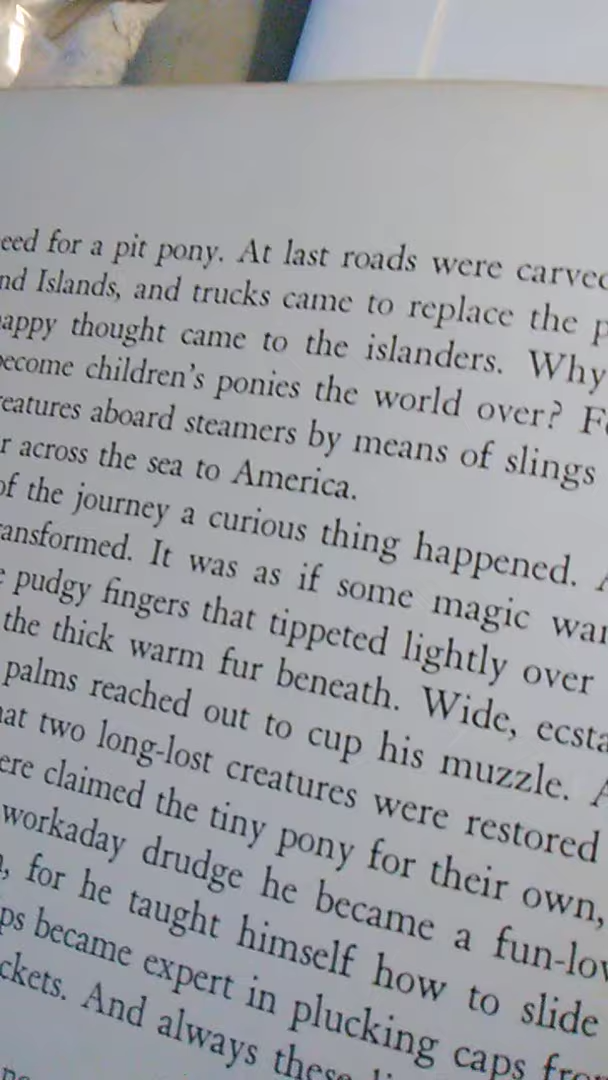 eed for a pit pony. At last roads were carved
nd Islands, and trucks came to replace the p
appy thought came to the islanders. Why
ecome children's ponies the world over? F
eatures aboard steamers by means of slings
r across the sea to America.
of the journey a curious thing happened. A
ansformed. It was as if some magic wa
pudgy fingers that tippeted lightly over
the thick warm fur beneath. Wide, ecsta
palms reached out to cup his muzzle. A
hat two long-lost creatures were restored
ere claimed the tiny pony for their own,
workaday drudge he became a fun-lov
, for he taught himself how to slide
ps became expert in plucking caps from
ckets. And always these